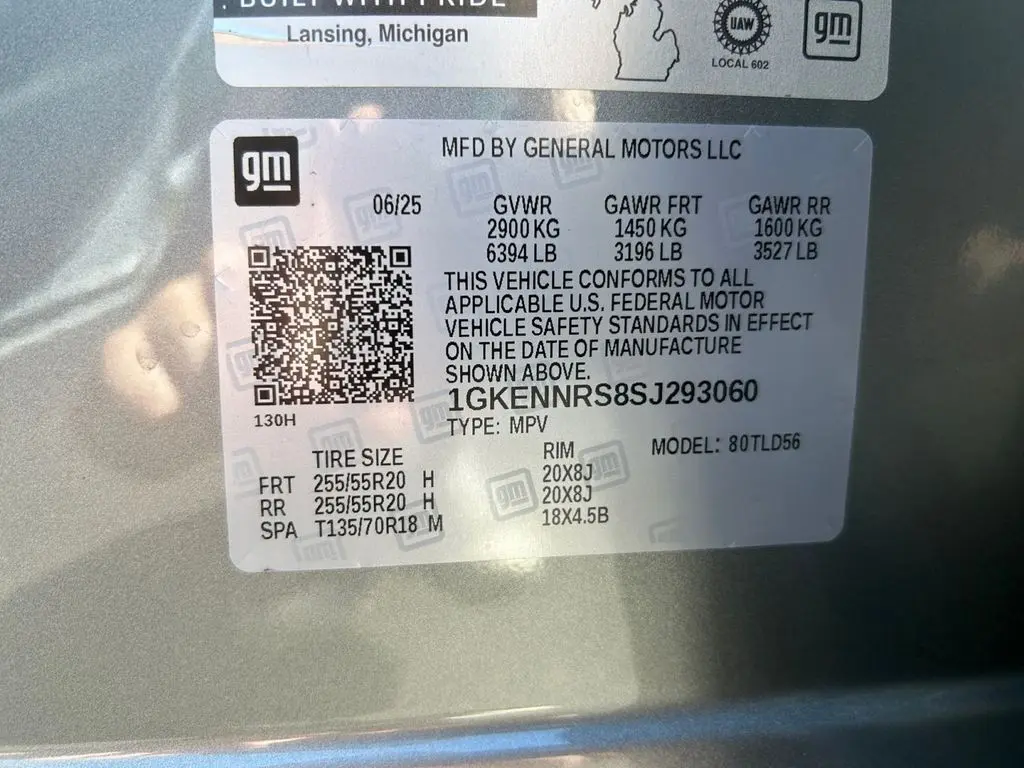 BUILT WITH PRIDE
Lansing, Michigan
UAW
LOCAL 602
gm
gm
MFD BY GENERAL MOTORS LLC
06/25 GVWR GAWR FRT GAWR RR
2900 KG 1450 KG 1600 KG
6394 LB 3196 LB 3527 LB
THIS VEHICLE CONFORMS TO ALL
APPLICABLE U.S. FEDERAL MOTOR
VEHICLE SAFETY STANDARDS IN EFFECT
ON THE DATE OF MANUFACTURE
SHOWN ABOVE.
1GKENNRS8SJ293060
130H
TYPE: MPV
TIRE SIZE RIM MODEL: 80TLD56
FRT 255/55R20 H 20X8J
RR 255/55R20 H 20X8J
SPA T135/70R18 M 18X4.5B